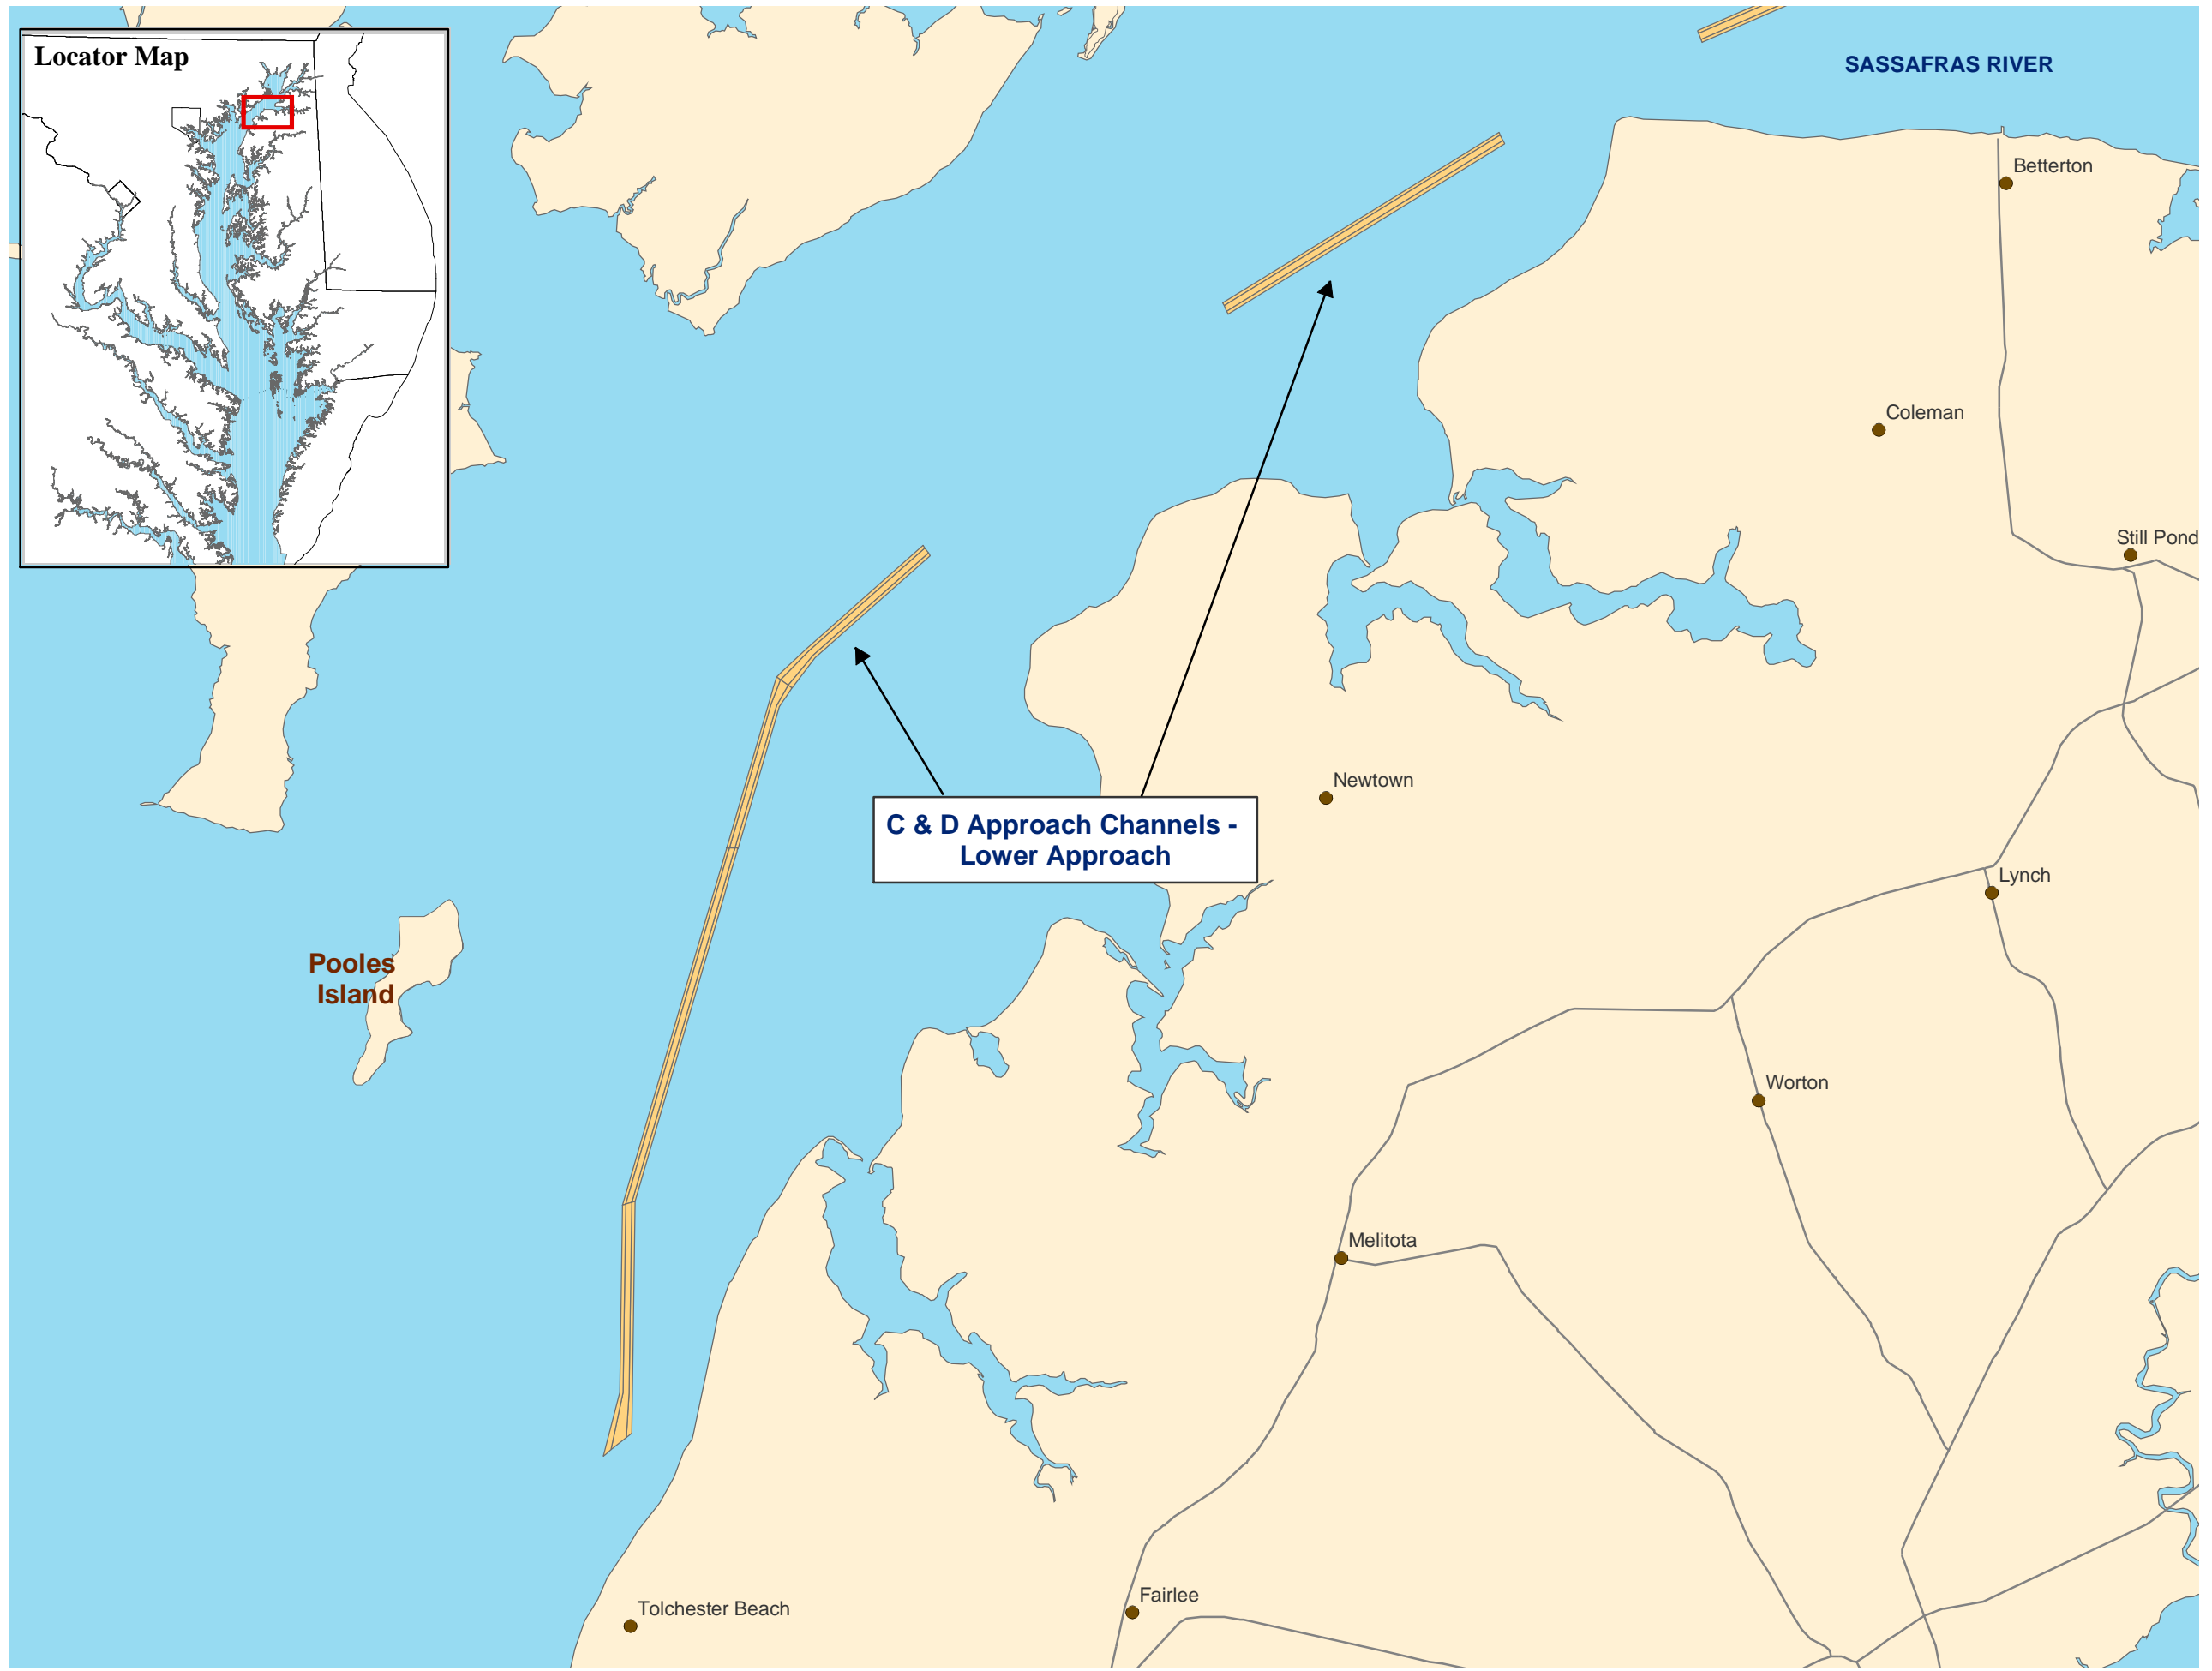 Locator Map
SASSAFRAS RIVER
Betterton
Coleman
Still Pond
Newtown
C & D Approach Channels -
Lower Approach
Lynch
Pooles
Island
Worton
Melitota
Fairlee
Tolchester Beach